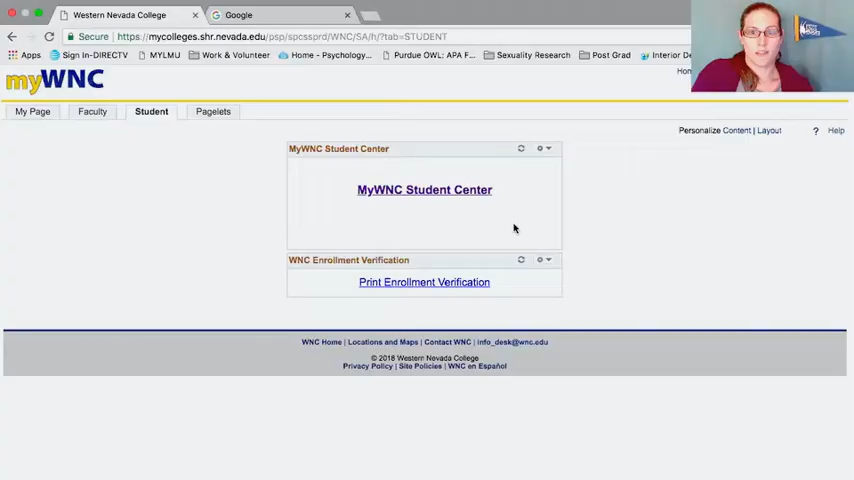 Western Nevada College
Google
Secure https://mycolleges.shr.nevada.edu/psp/spcssprd/WNC/SA/h/?tab=STUDENT
Apps Sign In-DIRECTV MYLMU Work & Volunteer Home - Psychology... Purdue OWL: APA F... Sexuality Research Post Grad Interior De
myWNC
My Page Faculty Student Pagelets
Personalize Content | Layout ? Help
MyWNC Student Center
MyWNC Student Center
WNC Enrollment Verification
Print Enrollment Verification
WNC Home | Locations and Maps | Contact WNC | info_desk@wnc.edu
© 2018 Western Nevada College
Privacy Policy | Site Policies | WNC en Español